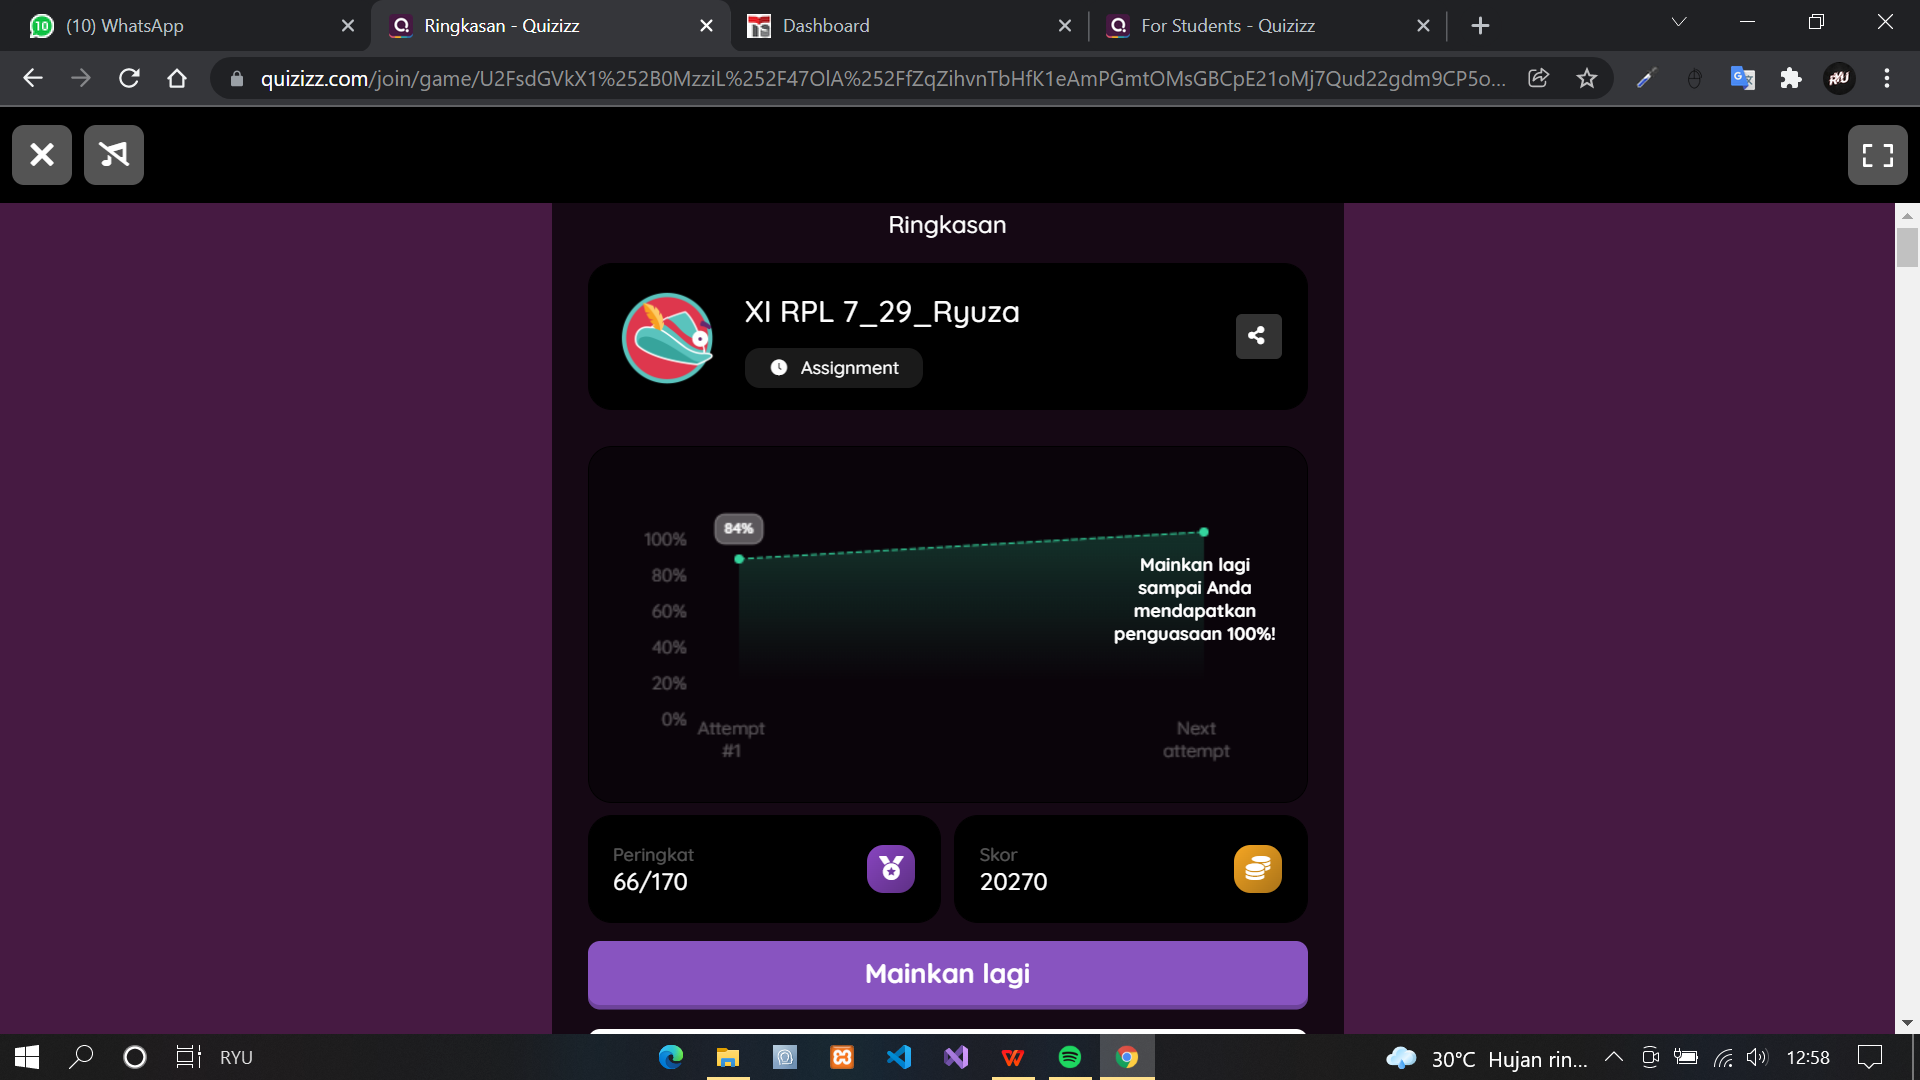 10
(10) WhatsApp
Ringkasan - Quizizz
Dashboard
For Students - Quizizz
quizizz.com/join/game/U2FsdGVkX1%252B0MzziL%252F47OlA%252FfZqZihvnTbHfK1eAmPGmtOMsGBCpE21oMj7Qud22gdm9CP5o...
Ringkasan
XI RPL 7_29_Ryuza
Assignment
84%
100%
80%
60%
40%
20%
0%
Mainkan lagi
sampai Anda
mendapatkan
penguasaan 100%!
Attempt
#1
Next
attempt
Peringkat
66/170
Skor
20270
Mainkan lagi
RYU
30°C Hujan rin...
12:58